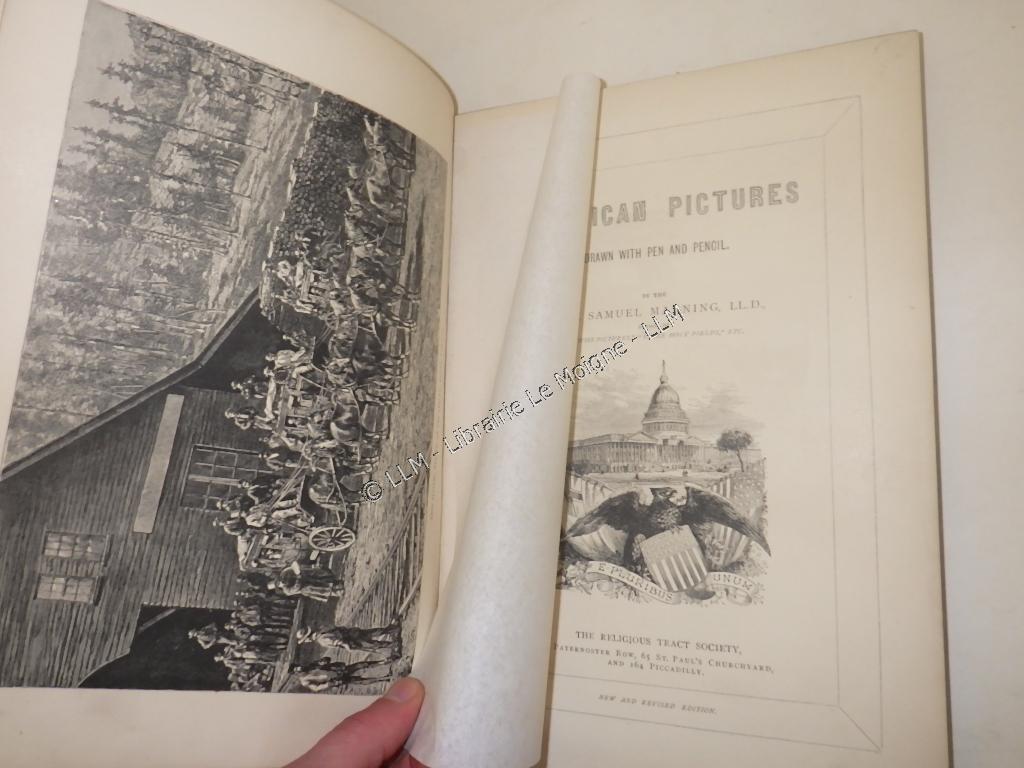 ICAN PICTURES
DRAWN WITH PEN AND PENCIL.
BY THE
SAMUEL MANNING, LL.D.,
ETC.
E PLURIBUS UNUM
THE RELIGIOUS TRACT SOCIETY,
PATERNOSTER ROW, 65 ST. PAUL'S CHURCHYARD,
AND 164 PICCADILLY.
NEW AND REVISED EDITION.
© LLM - Librairie Le Moigne - LLM